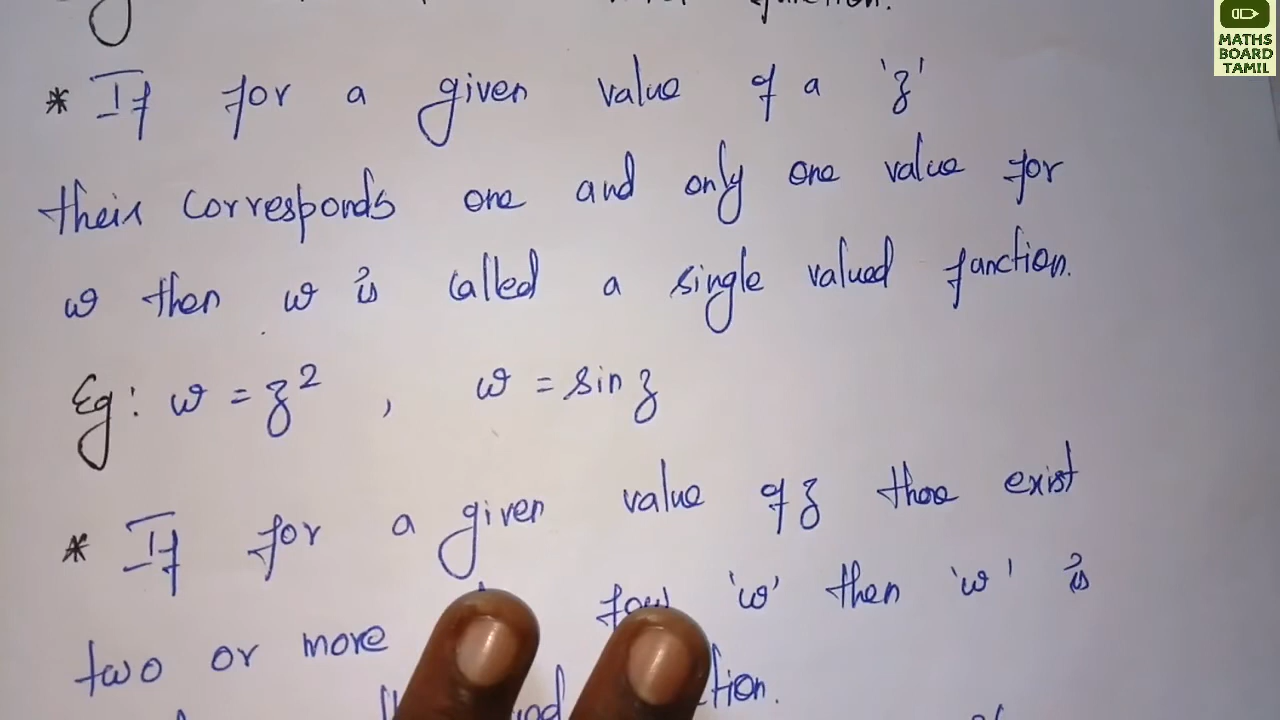 function.
MATHS
BOARD
TAMIL
* If for a given value of a 'z'
their corresponds one and only one value for
w then w is called a single valued function.
Eg: w = z², w = sin z
* If for a given value of z there exist
two or more for 'w' then 'w' is